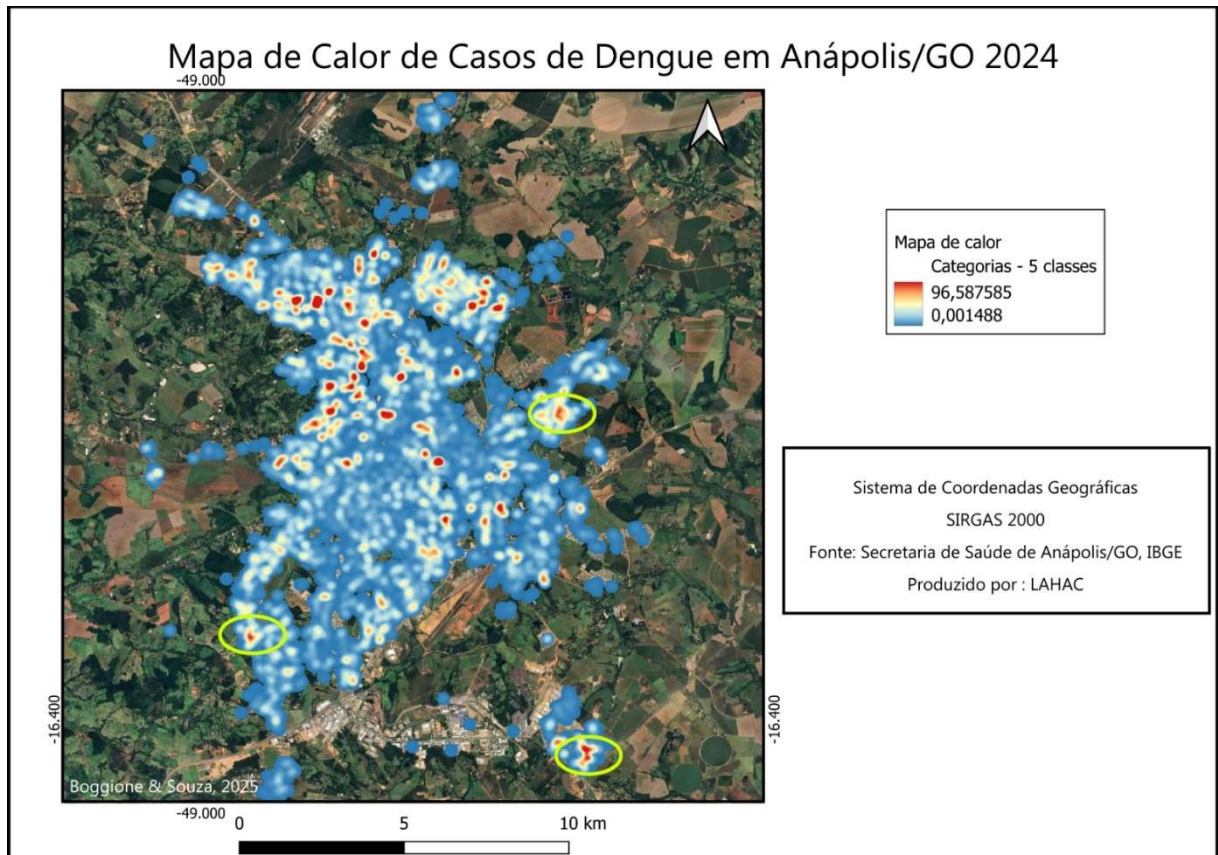 Mapa de Calor de Casos de Dengue em Anápolis/GO 2024
-49.000
Mapa de calor
Categorias - 5 classes
96,587585
0,001488
Sistema de Coordenadas Geográficas
SIRGAS 2000
Fonte: Secretaria de Saúde de Anápolis/GO, IBGE
Produzido por : LAHAC
-16.400
-16.400
Boggione & Souza, 2025
-49.000
0 5 10 km